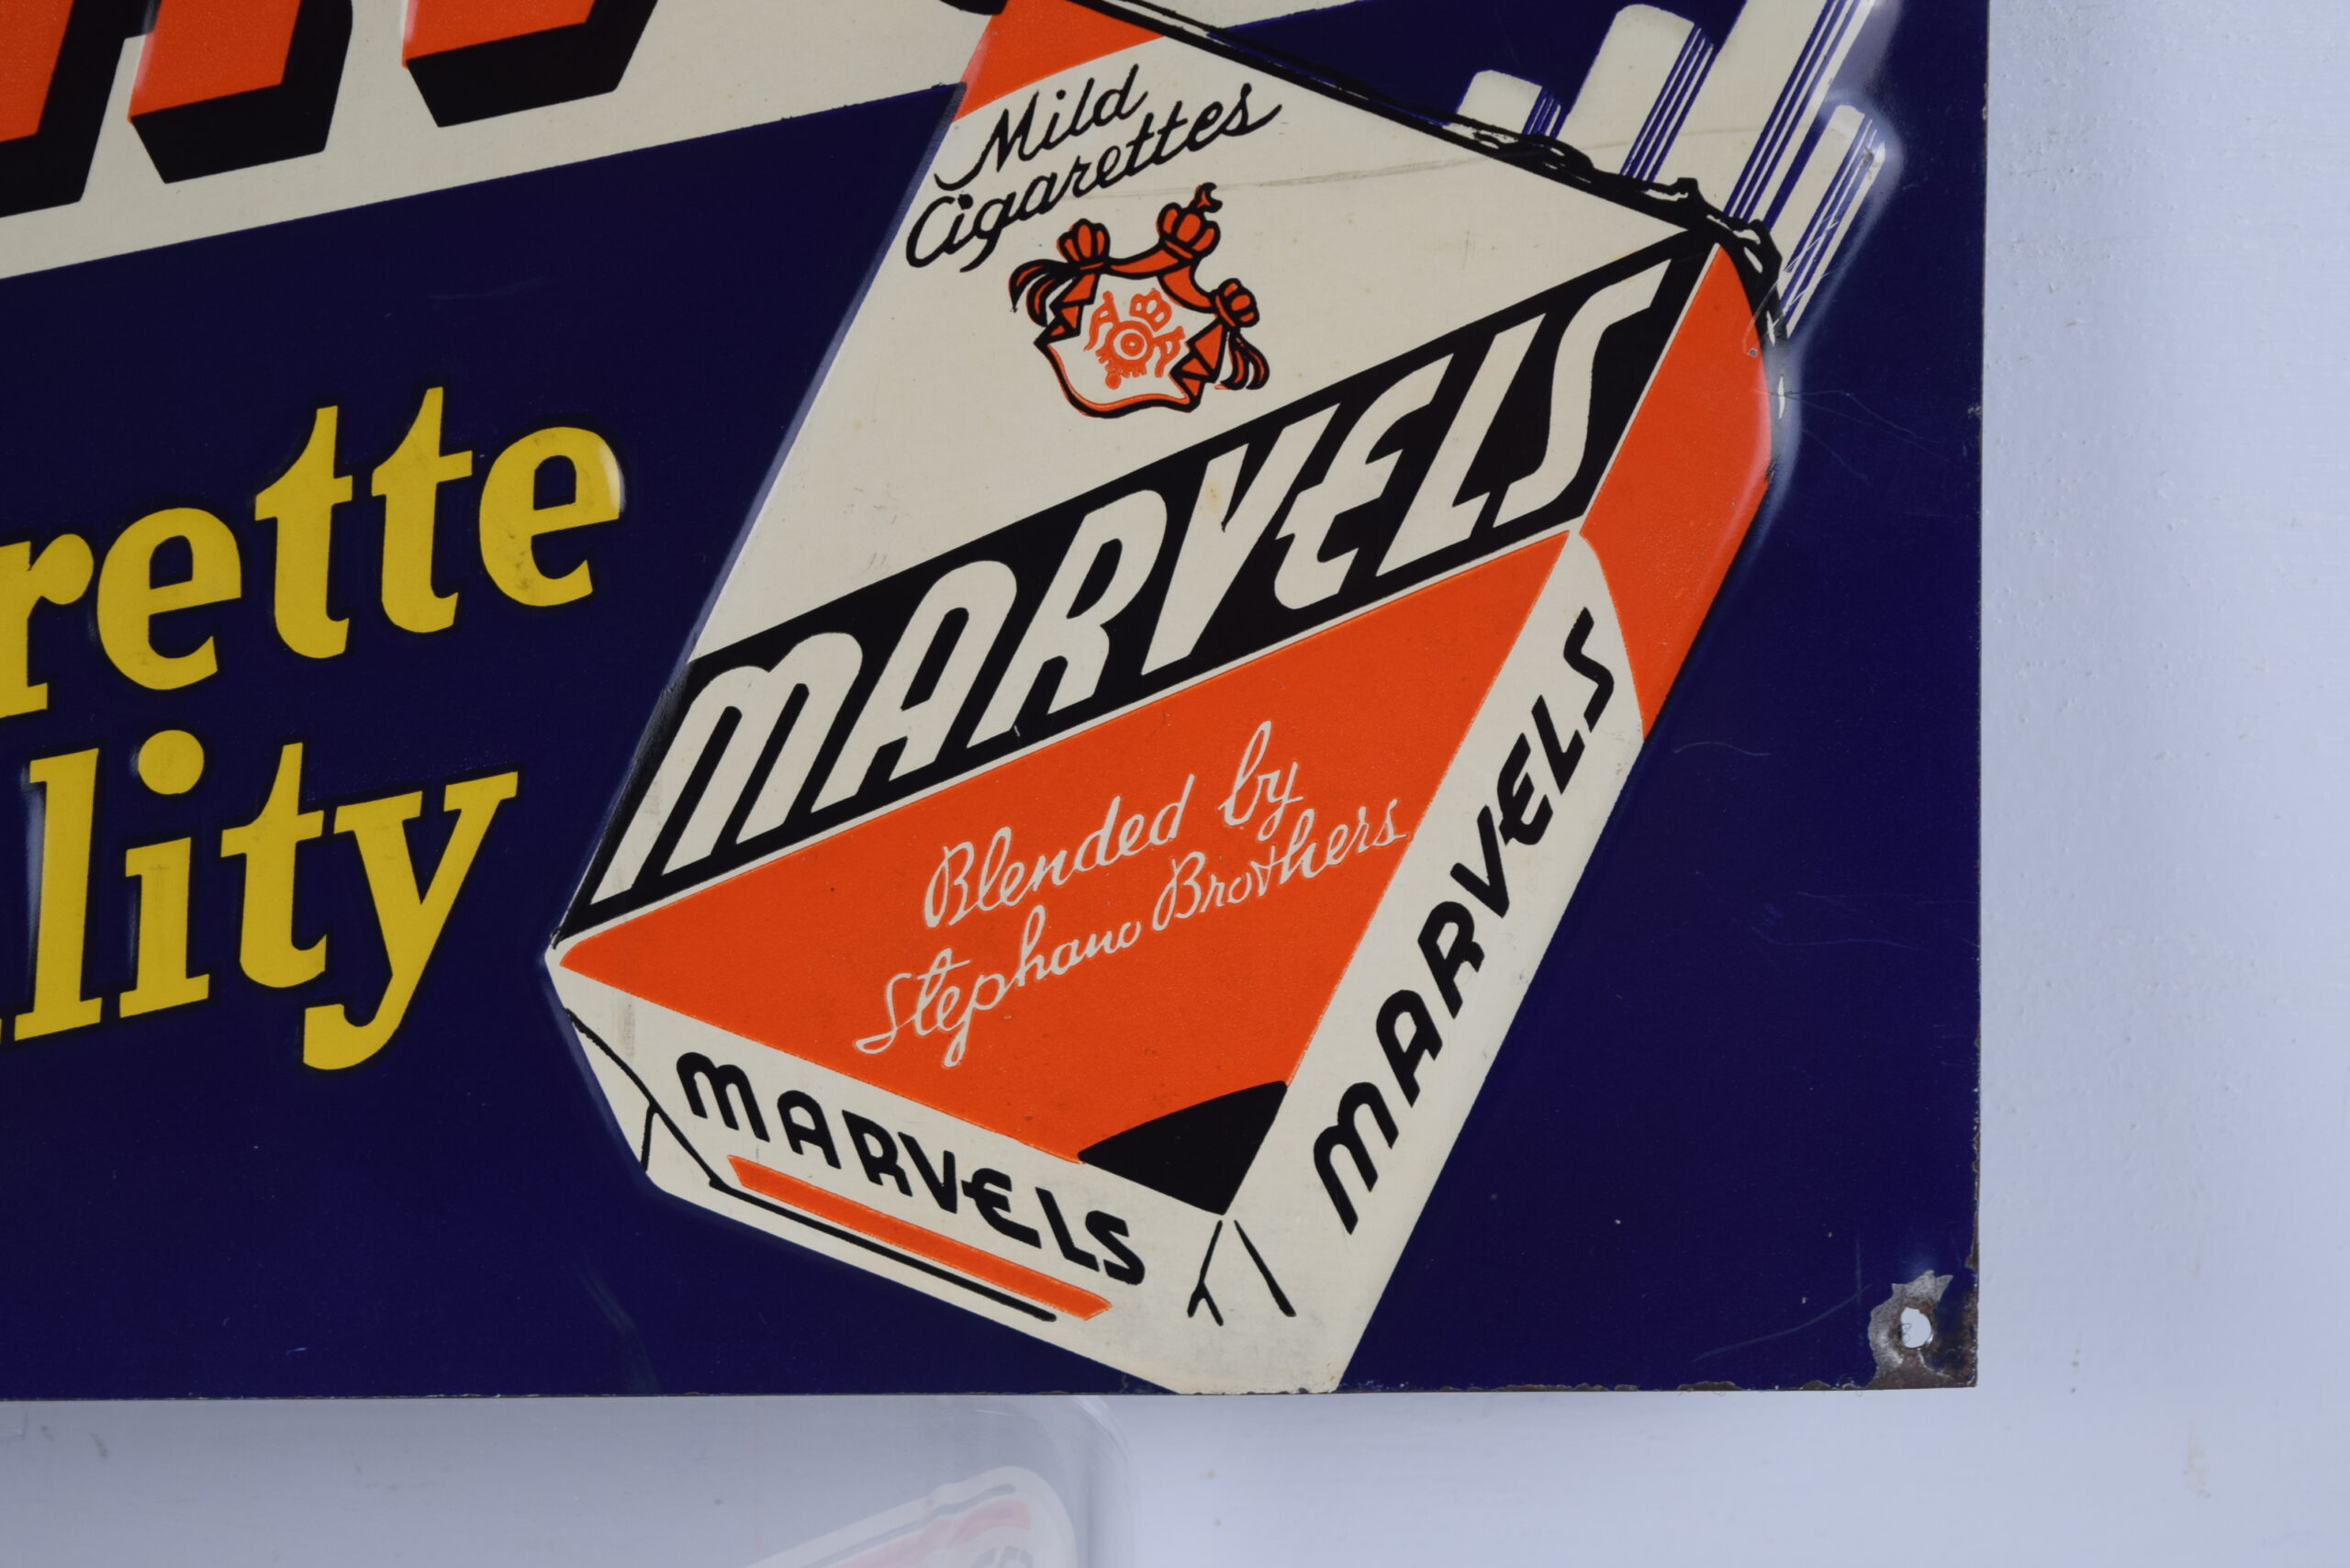 Mild
Cigarettes
MARVELS
rette
lity
Blended by
Stephano Brothers
MARVELS
MARVELS